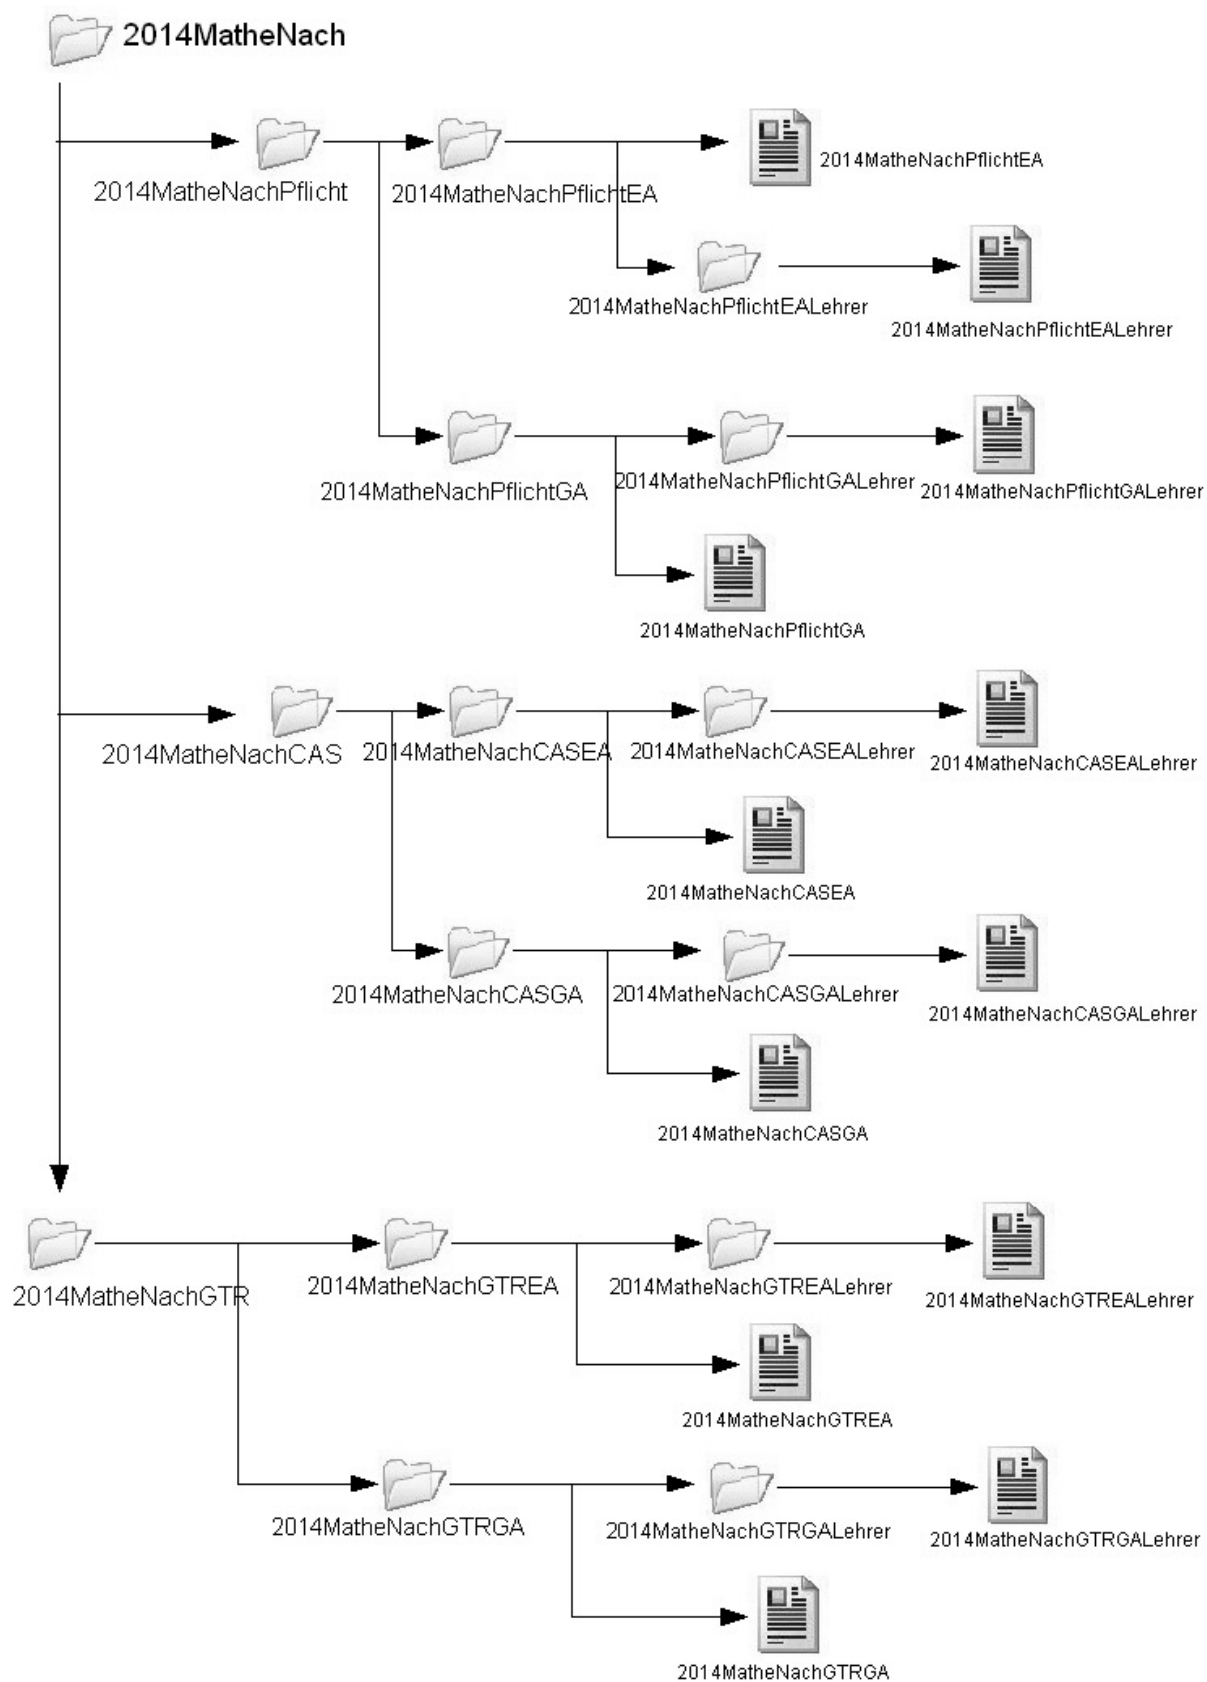 2014MatheNach
2014MatheNachPflicht
2014MatheNachPflichtEA
2014MatheNachPflichtEA
2014MatheNachPflichtEALehrer
2014MatheNachPflichtEALehrer
2014MatheNachPflichtGA
2014MatheNachPflichtGALehrer
2014MatheNachPflichtGALehrer
2014MatheNachPflichtGA
2014MatheNachCAS
2014MatheNachCASEA
2014MatheNachCASEALehrer
2014MatheNachCASEALehrer
2014MatheNachCASEA
2014MatheNachCASGA
2014MatheNachCASGALehrer
2014MatheNachCASGALehrer
2014MatheNachCASGA
2014MatheNachGTR
2014MatheNachGTREA
2014MatheNachGTREALehrer
2014MatheNachGTREALehrer
2014MatheNachGTREA
2014MatheNachGTRGA
2014MatheNachGTRGALehrer
2014MatheNachGTRGALehrer
2014MatheNachGTRGA